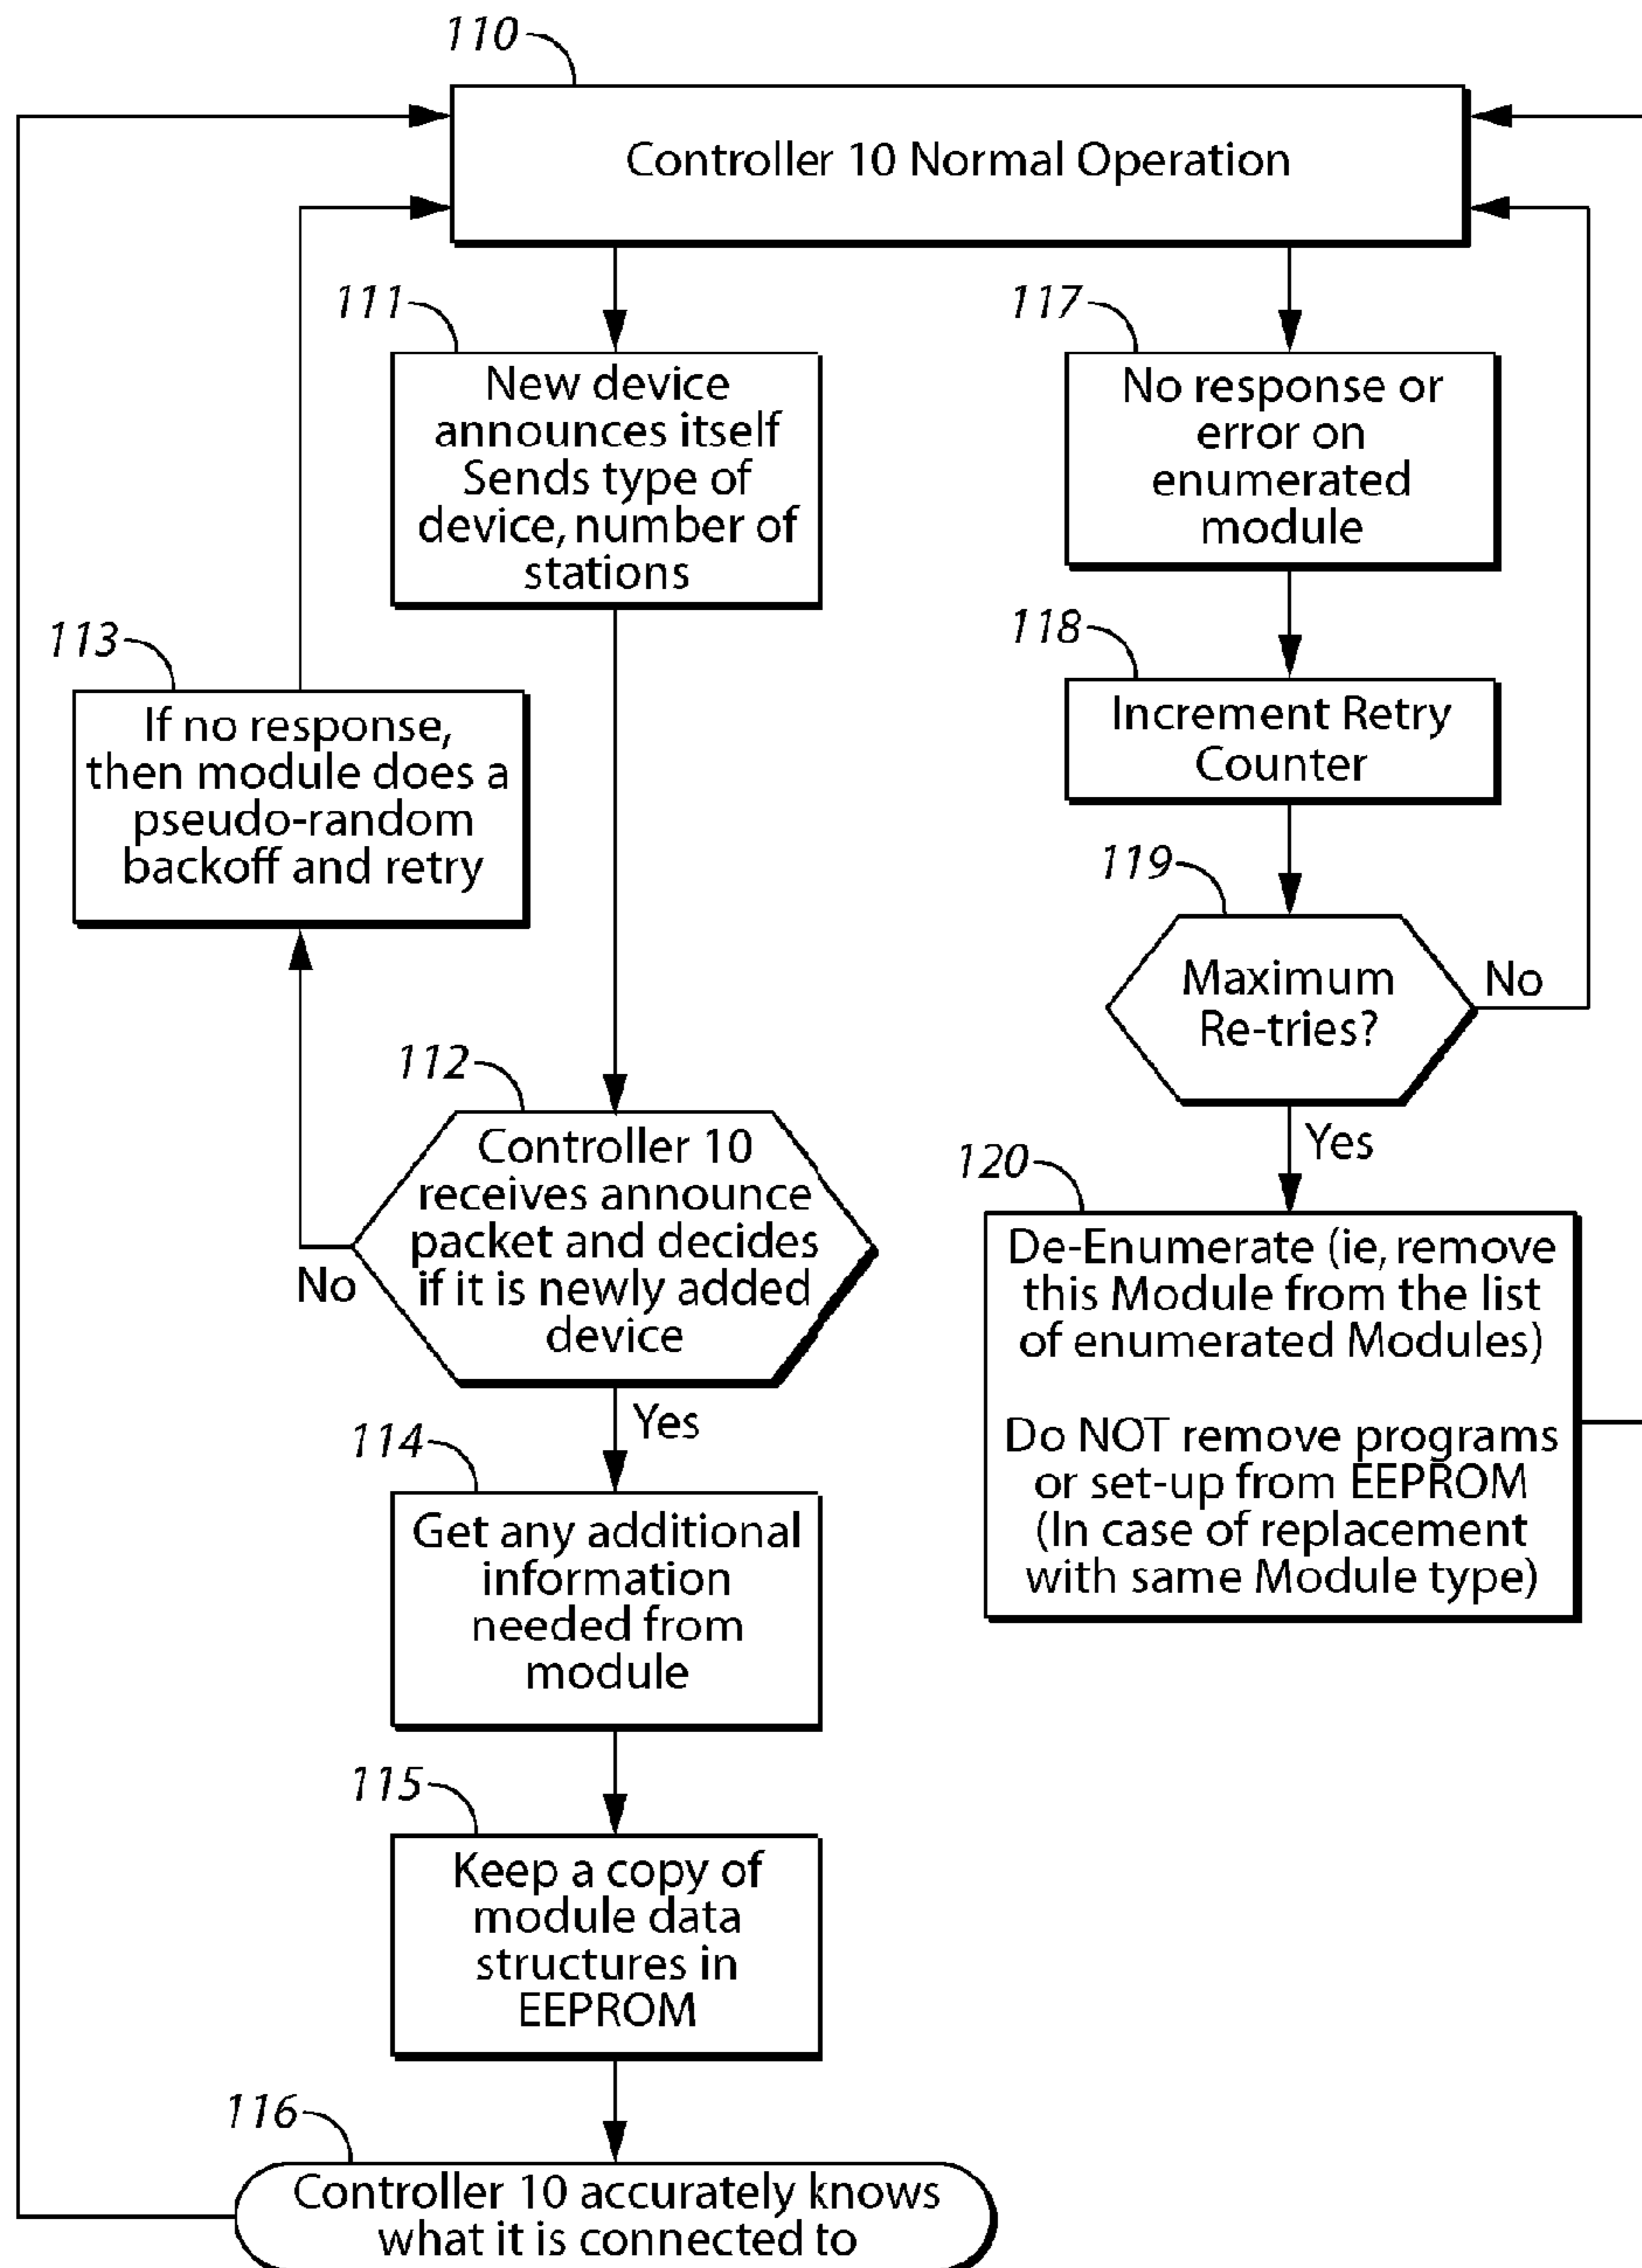 110
Controller 10 Normal Operation
111
New device
announces itself
Sends type of
device, number of
stations
113
If no response,
then module does a
pseudo-random
backoff and retry
112
Controller 10
receives announce
packet and decides
if it is newly added
device
No
Yes
114
Get any additional
information
needed from
module
115
Keep a copy of
module data
structures in
EEPROM
116
Controller 10 accurately knows
what it is connected to
117
No response or
error on
enumerated
module
118
Increment Retry
Counter
119
Maximum
Re-tries?
No
Yes
120
De-Enumerate (ie, remove
this Module from the list
of enumerated Modules)
Do NOT remove programs
or set-up from EEPROM
(In case of replacement
with same Module type)